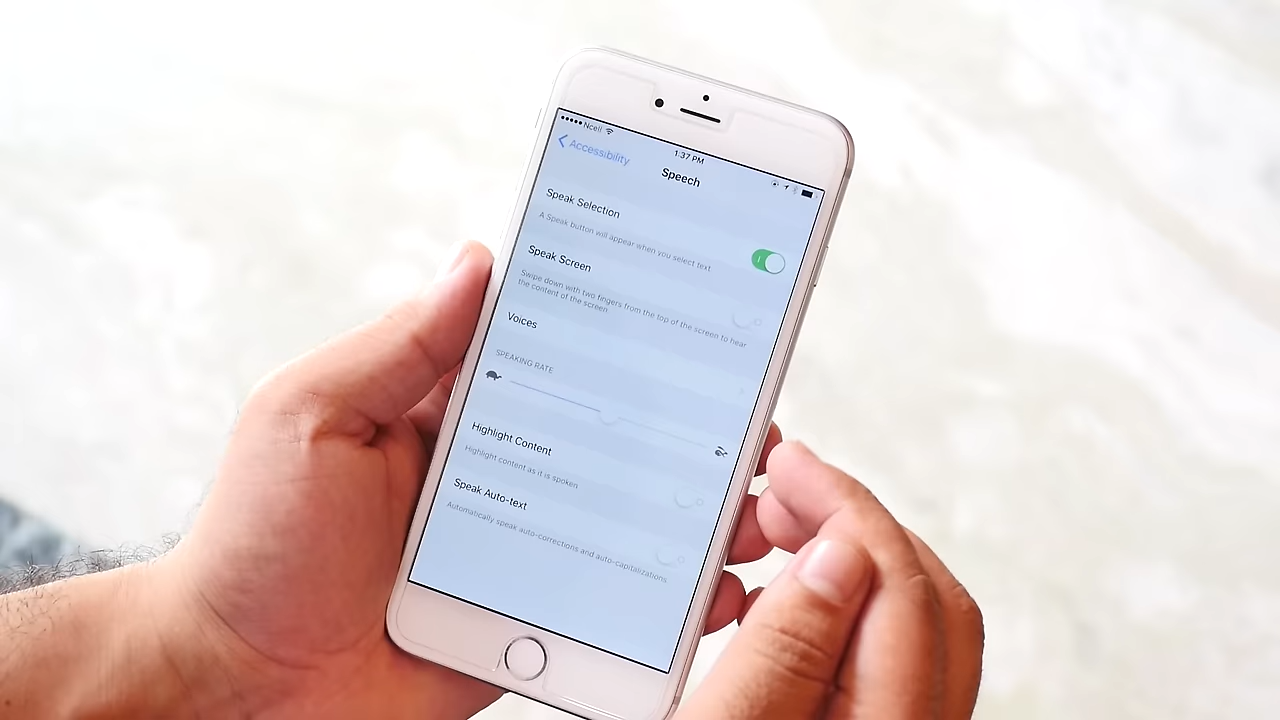 Ncell
1:37 PM
Accessibility
Speech
Speak Selection
A Speak button will appear when you select text
Speak Screen
Swipe down with two fingers from the top of the screen to hear
the content of the screen
Voices
SPEAKING RATE
Highlight Content
Highlight content as it is spoken
Speak Auto-text
Automatically speak auto-corrections and auto-capitalizations